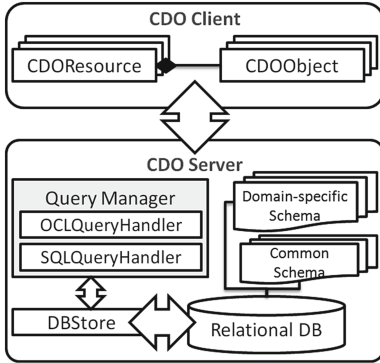 CDO Client
CDOResource
CDOObject
CDO Server
Query Manager
OCLQueryHandler
SQLQueryHandler
DBStore
Domain-specific
Schema
Common
Schema
Relational DB